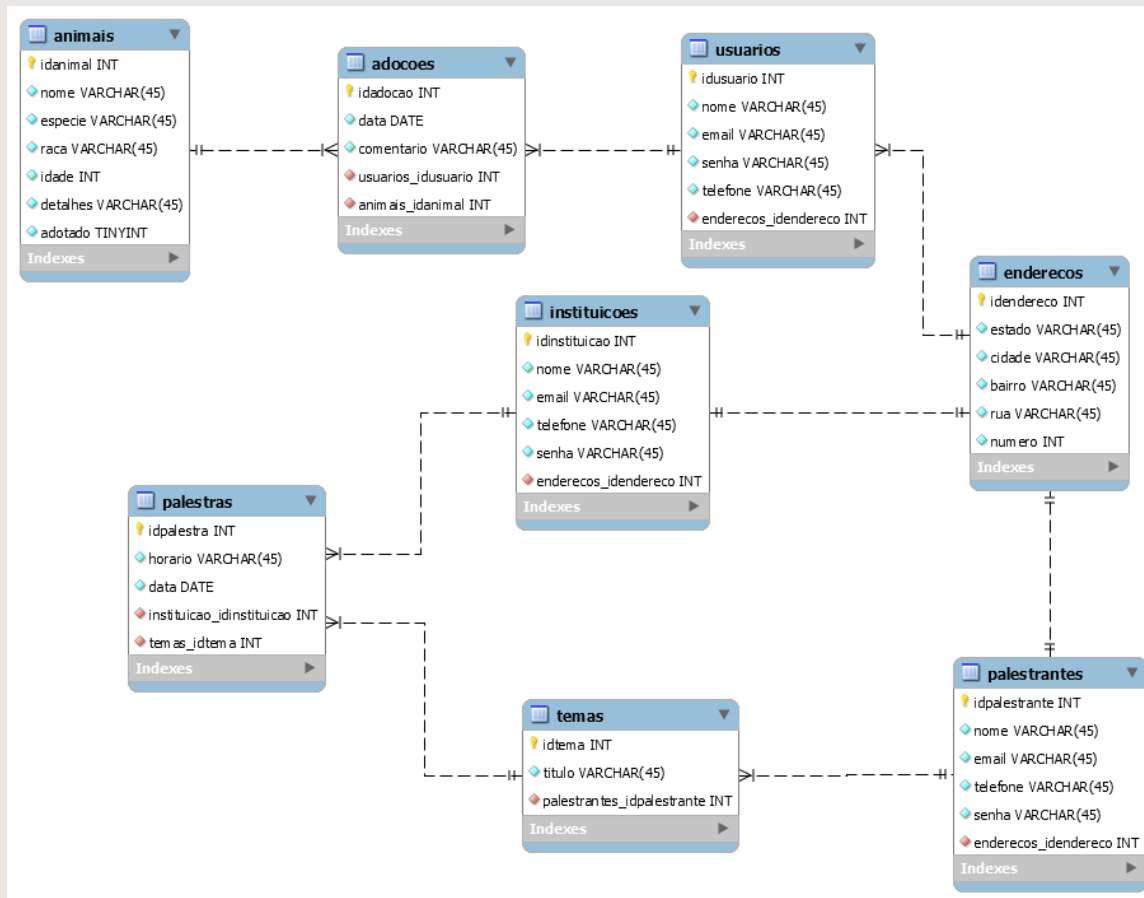 animais
idanimal INT
nome VARCHAR(45)
especie VARCHAR(45)
raca VARCHAR(45)
idade INT
detalhes VARCHAR(45)
adotado TINYINT
Indexes
adocoes
idadocao INT
data DATE
comentario VARCHAR(45)
usuarios_idusuario INT
animais_idanimal INT
Indexes
usuarios
idusuario INT
nome VARCHAR(45)
email VARCHAR(45)
senha VARCHAR(45)
telefone VARCHAR(45)
enderecos_idendereco INT
Indexes
enderecos
idendereco INT
estado VARCHAR(45)
cidade VARCHAR(45)
bairro VARCHAR(45)
rua VARCHAR(45)
numero INT
Indexes
instituicoes
idinstituicao INT
nome VARCHAR(45)
email VARCHAR(45)
telefone VARCHAR(45)
senha VARCHAR(45)
enderecos_idendereco INT
Indexes
palestras
idpalestra INT
horario VARCHAR(45)
data DATE
instituicao_idinstituicao INT
temas_idtema INT
Indexes
temas
idtema INT
titulo VARCHAR(45)
palestrantes_idpalestrante INT
Indexes
palestrantes
idpalestrante INT
nome VARCHAR(45)
email VARCHAR(45)
telefone VARCHAR(45)
senha VARCHAR(45)
enderecos_idendereco INT
Indexes